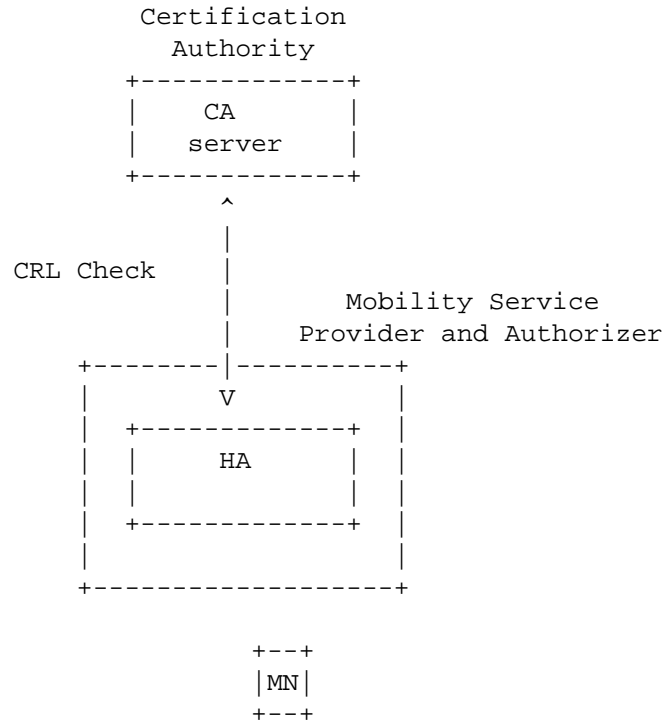 Certification
Authority
CA
server
CRL Check
Mobility Service
Provider and Authorizer
V
HA
MN